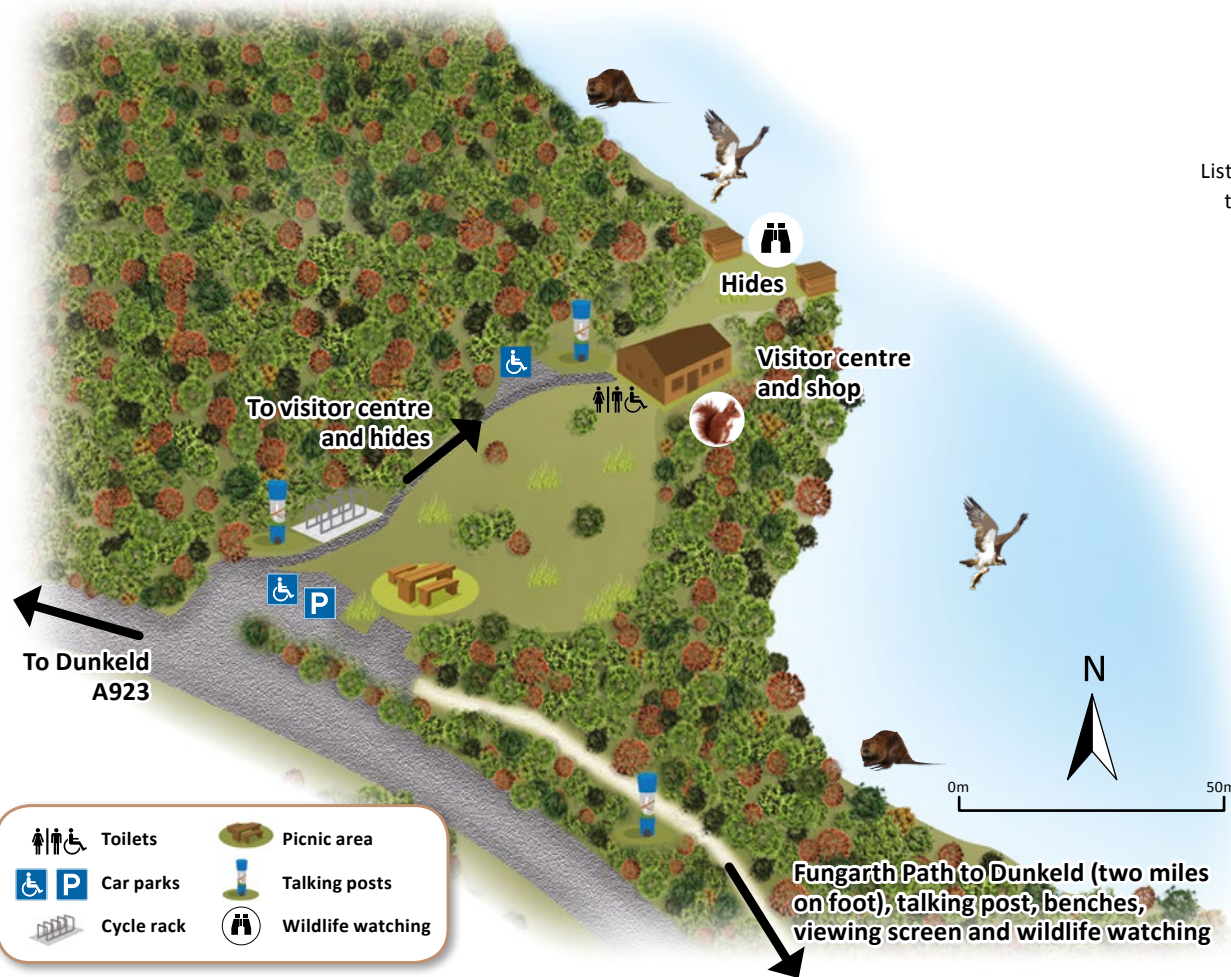 List
t
Hides
Visitor centre
and shop
To visitor centre
and hides
P
To Dunkeld
A923
N
0m
50m
Toilets
Picnic area
P
Car parks
Talking posts
Cycle rack
Wildlife watching
Fungarth Path to Dunkeld (two miles
on foot), talking post, benches,
viewing screen and wildlife watching